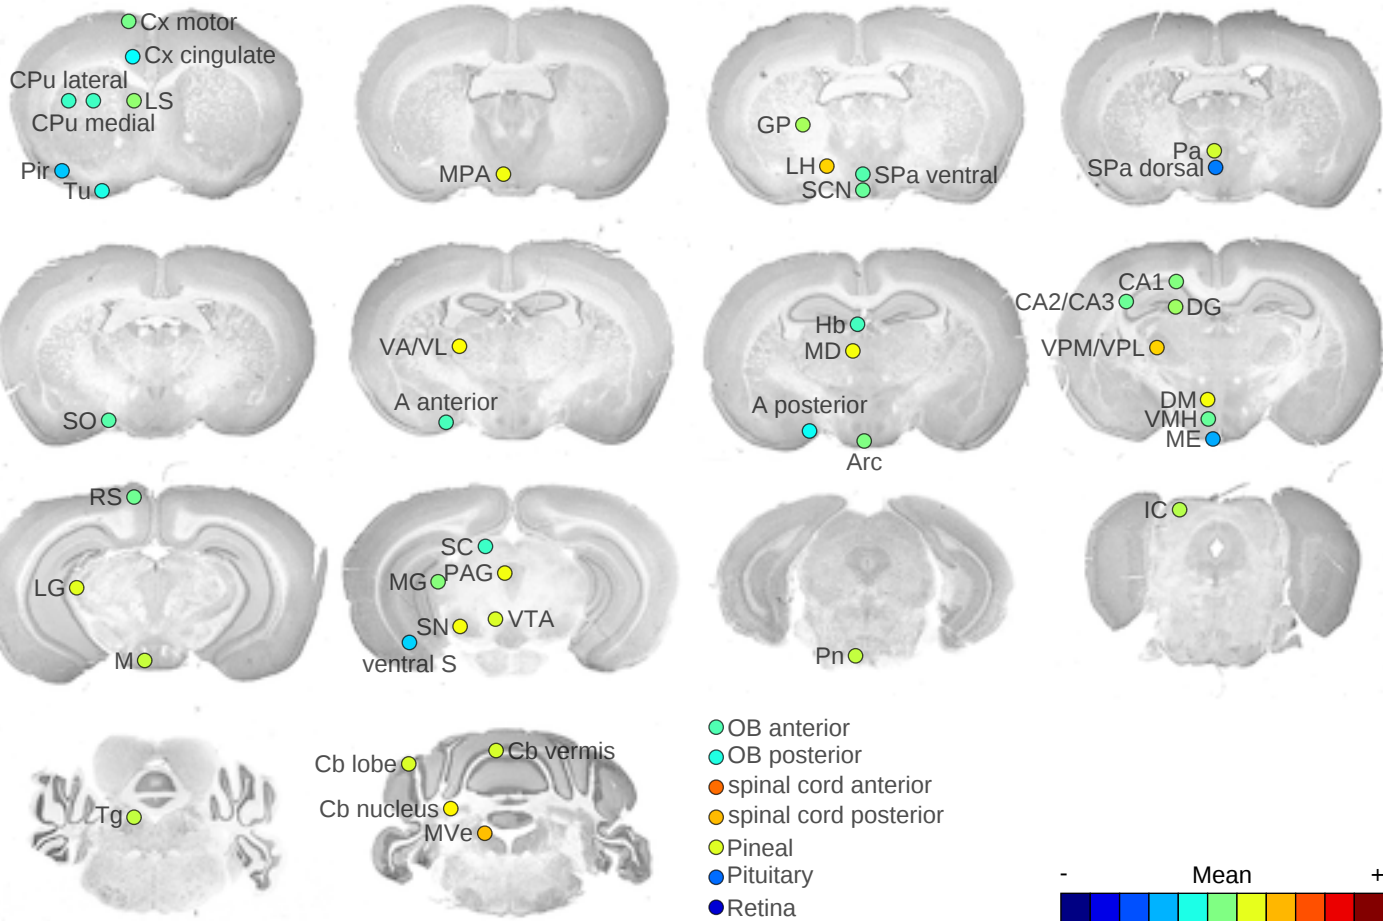 Cx motor
Cx cingulate
CPu lateral
LS
CPu medial
Pir
Tu
MPA
GP
LH
SPa ventral
SCN
Pa
SPa dorsal
SO
VA/VL
A anterior
Hb
MD
A posterior
Arc
CA1
CA2/CA3
DG
VPM/VPL
DM
VMH
ME
RS
LG
M
SC
MG
PAG
SN
VTA
ventral S
Pn
IC
Tg
Cb lobe
Cb vermis
Cb nucleus
MVe
OB anterior
OB posterior
spinal cord anterior
spinal cord posterior
Pineal
Pituitary
Retina
- Mean +